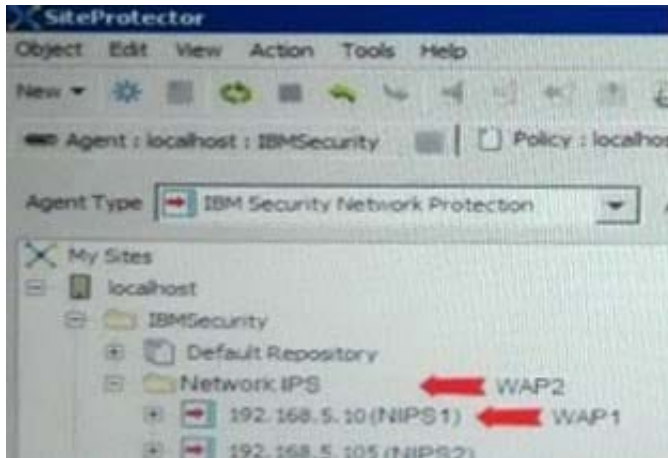 SiteProtector
Object Edit View Action Tools Help
New
Agent : localhost : IBMSecurity Policy : localhos
Agent Type IBM Security Network Protection
My Sites
localhost
IBMSecurity
Default Repository
Network IPS WAP2
192.168.5.10 (NIPS1) WAP1
192.168.5.105 (NIPS2)